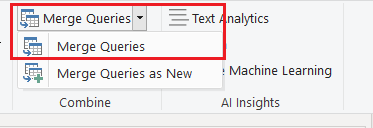 Merge Queries
Text Analytics
Merge Queries
Merge Queries as New
Machine Learning
Combine
AI Insights